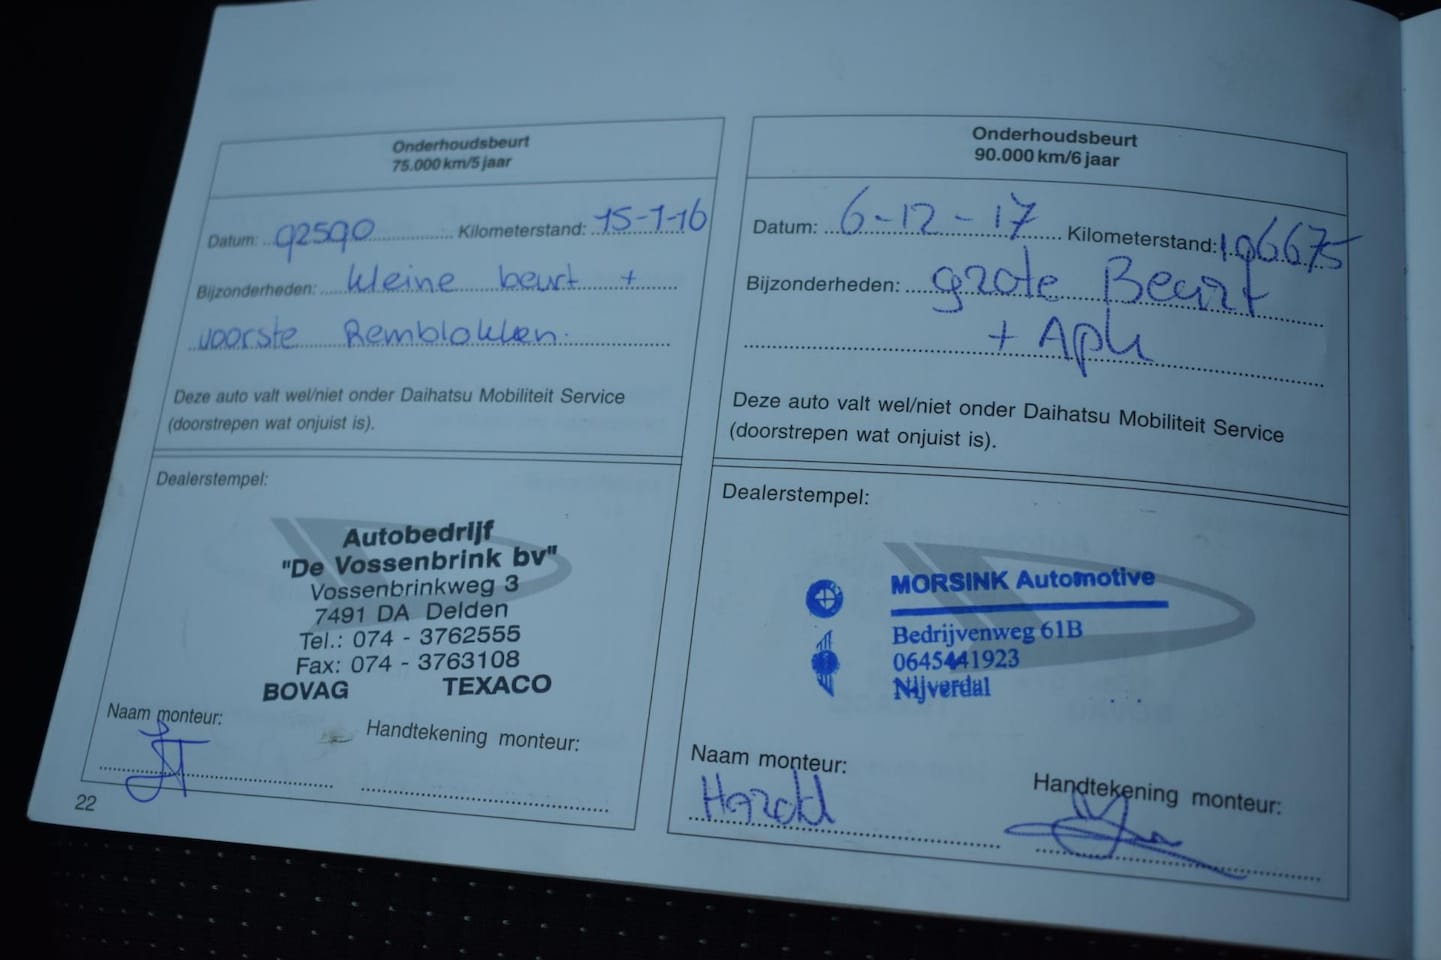 Onderhoudsbeurt
75.000 km/5 jaar
Datum: 92590 Kilometerstand: 15-1-16
Bijzonderheden: kleine beurt +
voorste Remblokken.
Deze auto valt wel/niet onder Daihatsu Mobiliteit Service
(doorstrepen wat onjuist is).
Dealerstempel:
Autobedrijf
"De Vossenbrink bv"
Vossenbrinkweg 3
7491 DA Delden
Tel.: 074 - 3762555
Fax: 074 - 3763108
BOVAG TEXACO
Naam monteur: Handtekening monteur:
22
Onderhoudsbeurt
90.000 km/6 jaar
Datum: 6-12-17 Kilometerstand: 106675
Bijzonderheden: grote Beurt
+ Apk
Deze auto valt wel/niet onder Daihatsu Mobiliteit Service
(doorstrepen wat onjuist is).
Dealerstempel:
MORSINK Automotive
Bedrijvenweg 61B
0645441923
Nijverdal
Naam monteur: Handtekening monteur:
Harold